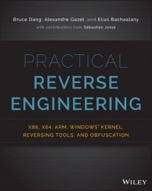 Bruce Dang, Alexandre Gazet, and Elias Bachaalany
with contributions from Sébastien Josse
PRACTICAL
REVERSE
ENGINEERING
X86, X64, ARM, WINDOWS® KERNEL,
REVERSING TOOLS, AND OBFUSCATION
WILEY